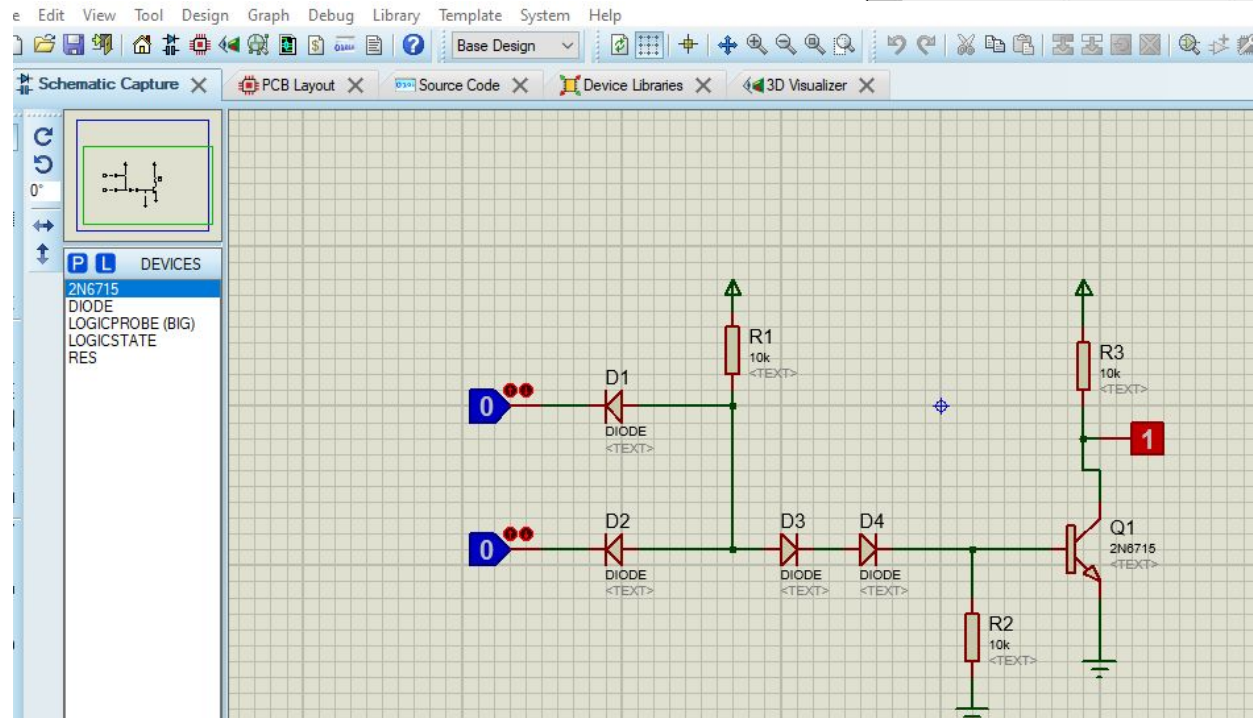 e Edit View Tool Design Graph Debug Library Template System Help
Base Design
Schematic Capture PCB Layout Source Code Device Libraries 3D Visualizer
0°
P L DEVICES
2N6715
DIODE
LOGICPROBE (BIG)
LOGICSTATE
RES
R1
10k
<TEXT>
R3
10k
<TEXT>
D1
0
DIODE
<TEXT>
1
D2
0
DIODE
<TEXT>
D3
DIODE
<TEXT>
D4
DIODE
<TEXT>
Q1
2N6715
<TEXT>
R2
10k
<TEXT>